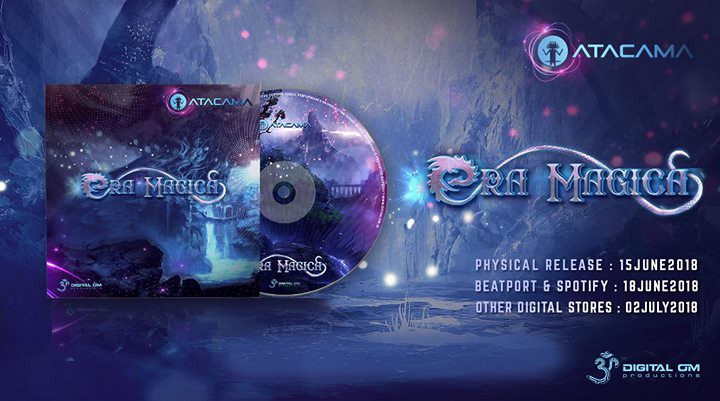 ATACAMA
ATACAMA
ERA MAGICA
ATACAMA
ERA MAGICA
DIGITAL OM
productions
ERA MAGICA
PHYSICAL RELEASE : 15JUNE2018
BEATPORT & SPOTIFY : 18JUNE2018
OTHER DIGITAL STORES : 02JULY2018
ॐ DIGITAL OM
productions